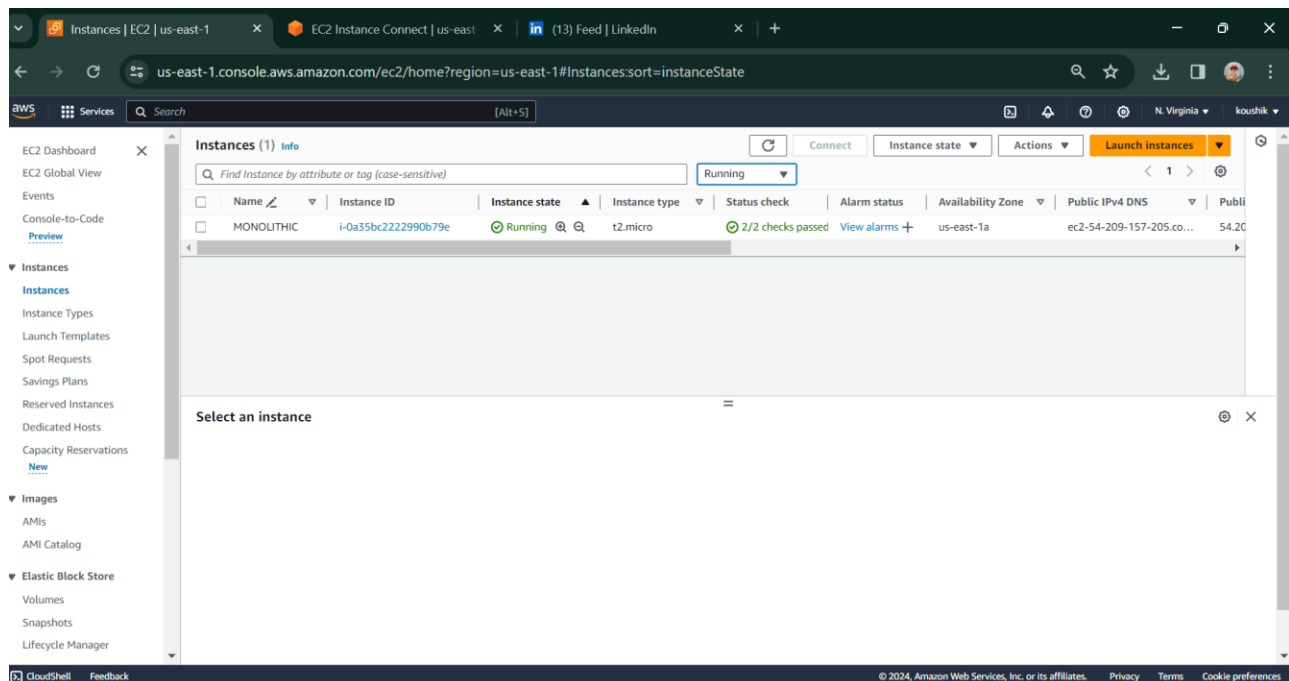 Instances | EC2 | us-east-1
EC2 Instance Connect | us-east-
in (13) Feed | LinkedIn
us-east-1.console.aws.amazon.com/ec2/home?region=us-east-1#Instances:sort=instanceState
aws Services Search [Alt+S] N. Virginia koushik
EC2 Dashboard
EC2 Global View
Events
Console-to-Code
Preview
Instances
Instances
Instance Types
Launch Templates
Spot Requests
Savings Plans
Reserved Instances
Dedicated Hosts
Capacity Reservations
New
Images
AMIs
AMI Catalog
Elastic Block Store
Volumes
Snapshots
Lifecycle Manager
Instances (1) Info Connect Instance state Actions Launch instances
Find Instance by attribute or tag (case-sensitive) Running 1
Name Instance ID Instance state Instance type Status check Alarm status Availability Zone Public IPv4 DNS Publi
MONOLITHIC i-0a35bc2222990b79e Running t2.micro 2/2 checks passed View alarms + us-east-1a ec2-54-209-157-205.co... 54.20
Select an instance
CloudShell Feedback © 2024, Amazon Web Services, Inc. or its affiliates. Privacy Terms Cookie preferences